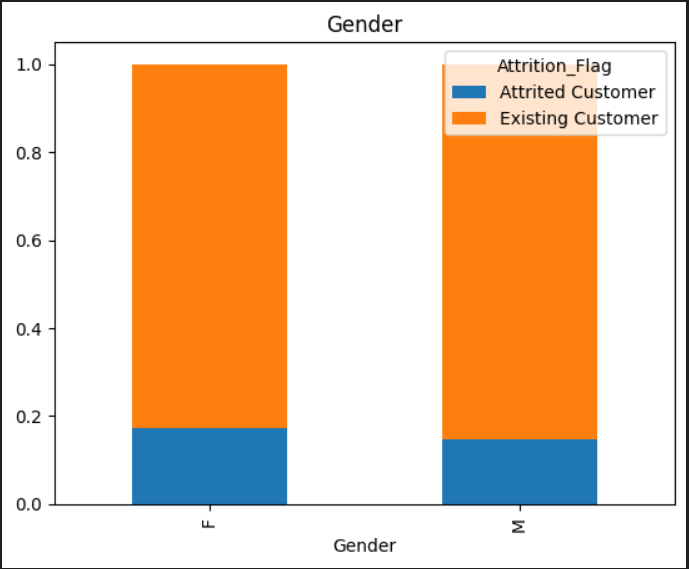 Gender
Attrition_Flag
Attrited Customer
Existing Customer
1.0
0.8
0.6
0.4
0.2
0.0
F
M
Gender